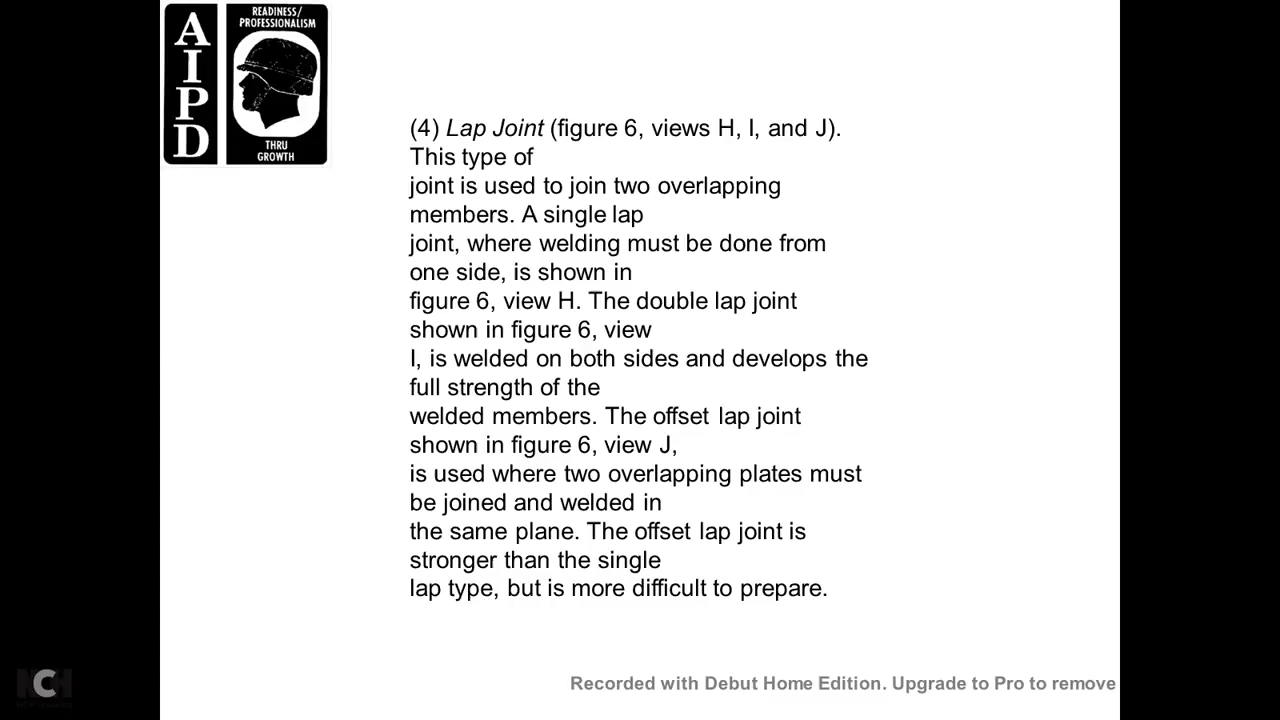 A
I
P
D
READINESS/
PROFESSIONALISM
THRU
GROWTH
(4) Lap Joint (figure 6, views H, I, and J).
This type of
joint is used to join two overlapping
members. A single lap
joint, where welding must be done from
one side, is shown in
figure 6, view H. The double lap joint
shown in figure 6, view
I, is welded on both sides and develops the
full strength of the
welded members. The offset lap joint
shown in figure 6, view J,
is used where two overlapping plates must
be joined and welded in
the same plane. The offset lap joint is
stronger than the single
lap type, but is more difficult to prepare.
Recorded with Debut Home Edition. Upgrade to Pro to remove